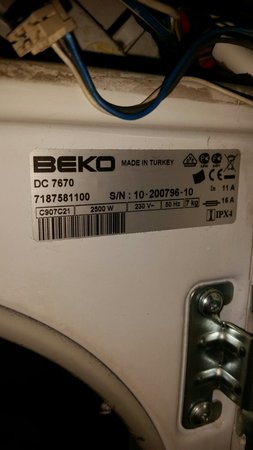 BEKO MADE IN TURKEY
DC 7670 In 11 A
7187581100 S/N : 10-200796-10 16 A
C907C21 2500 W 230 V~ 50 Hz 7 kg IPX4